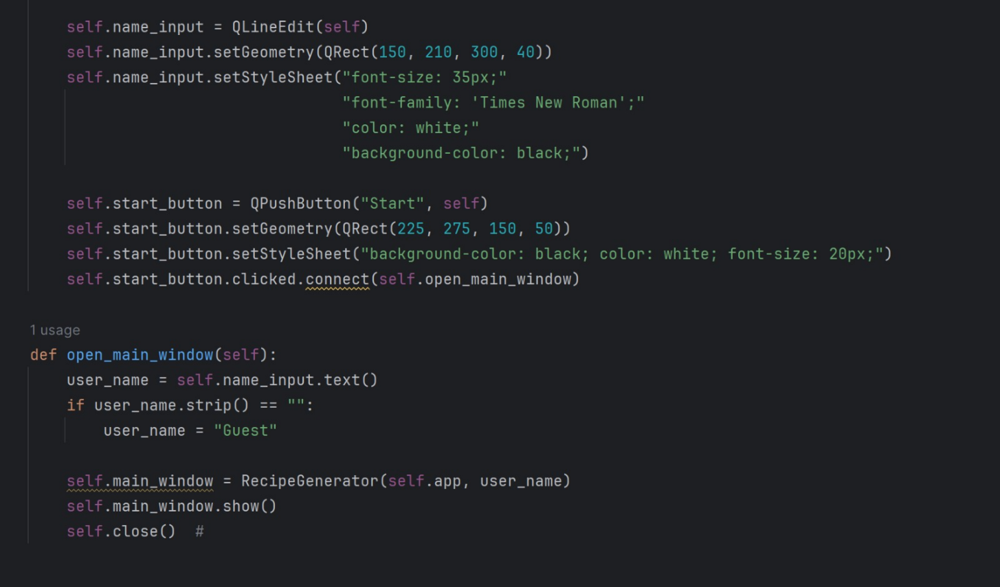 self.name_input = QLineEdit(self)
self.name_input.setGeometry(QRect(150, 210, 300, 40))
self.name_input.setStyleSheet("font-size: 35px;"
"font-family: 'Times New Roman';"
"color: white;"
"background-color: black;")
self.start_button = QPushButton("Start", self)
self.start_button.setGeometry(QRect(225, 275, 150, 50))
self.start_button.setStyleSheet("background-color: black; color: white; font-size: 20px;")
self.start_button.clicked.connect(self.open_main_window)
1 usage
def open_main_window(self):
user_name = self.name_input.text()
if user_name.strip() == "":
user_name = "Guest"
self.main_window = RecipeGenerator(self.app, user_name)
self.main_window.show()
self.close()  #